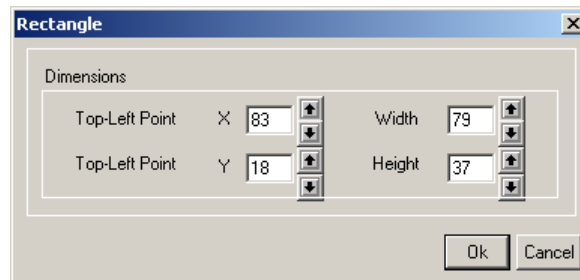 Rectangle
Dimensions
Top-Left Point X 83 Width 79
Top-Left Point Y 18 Height 37
Ok Cancel